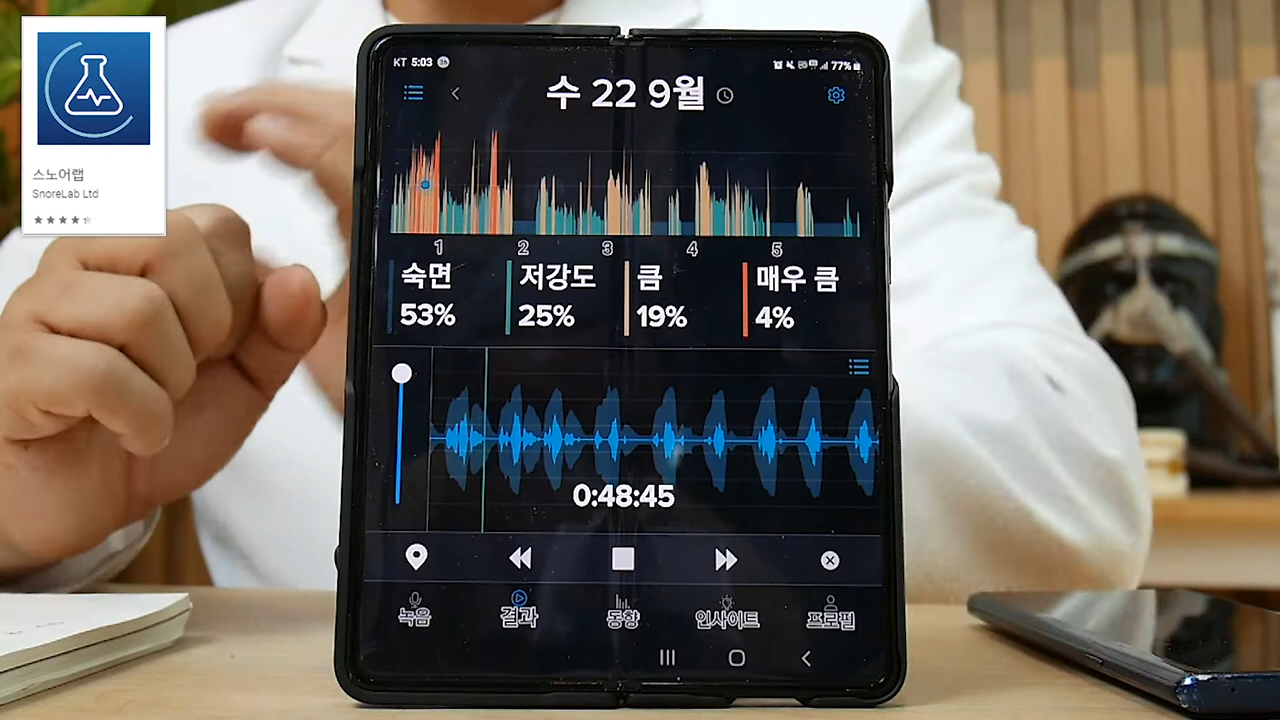 스노어랩
SnoreLab Ltd
KT 5:03
77%
수 22 9월
1 2 3 4 5
숙면 저강도 큼 매우 큼
53% 25% 19% 4%
0:48:45
녹음 결과 동향 인사이트 프로필